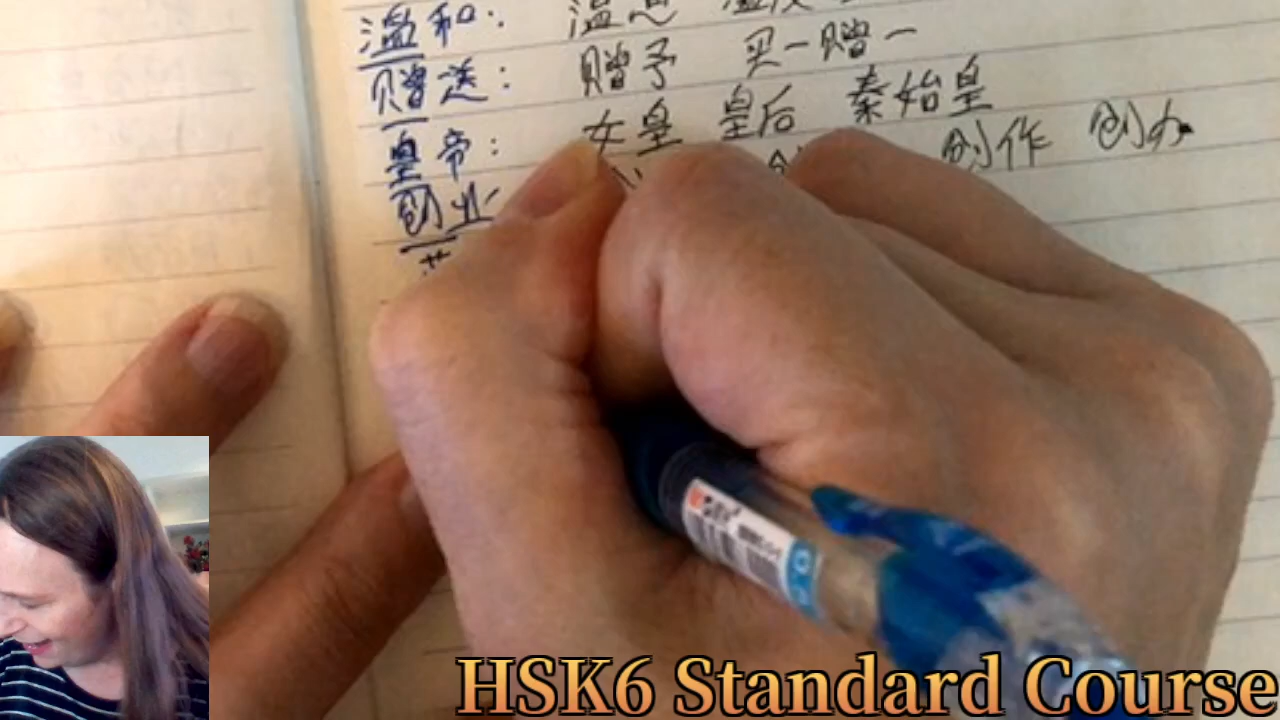 温和: 温
赠送: 赠予 买一赠一
皇帝: 女皇 皇后 秦始皇
创业 创作 创办
HSK6 Standard Course